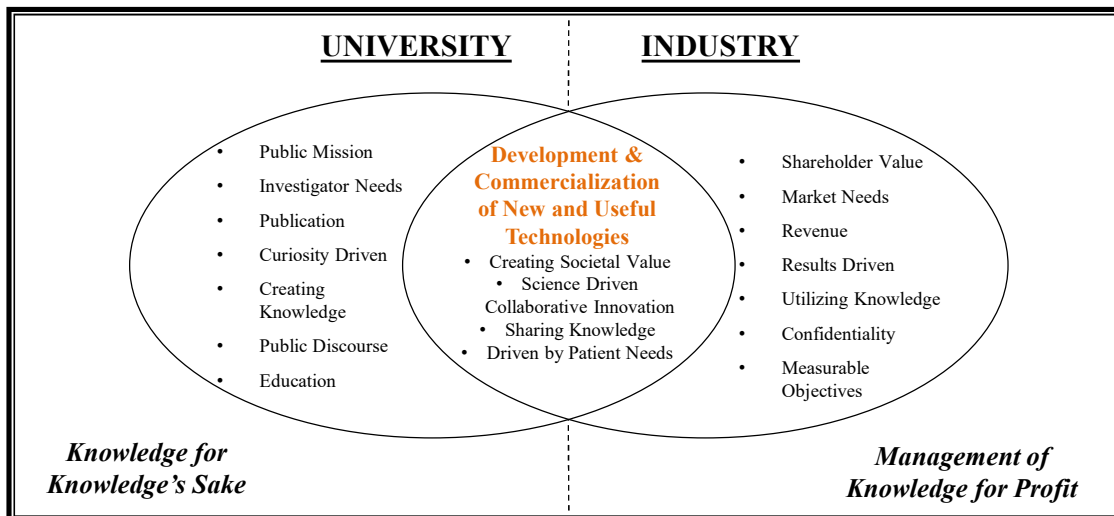 UNIVERSITY
INDUSTRY
• Public Mission
• Investigator Needs
• Publication
• Curiosity Driven
• Creating
Knowledge
• Public Discourse
• Education
Development &
Commercialization
of New and Useful
Technologies
• Creating Societal Value
• Science Driven
Collaborative Innovation
• Sharing Knowledge
• Driven by Patient Needs
• Shareholder Value
• Market Needs
• Revenue
• Results Driven
• Utilizing Knowledge
• Confidentiality
• Measurable
Objectives
Knowledge for
Knowledge’s Sake
Management of
Knowledge for Profit